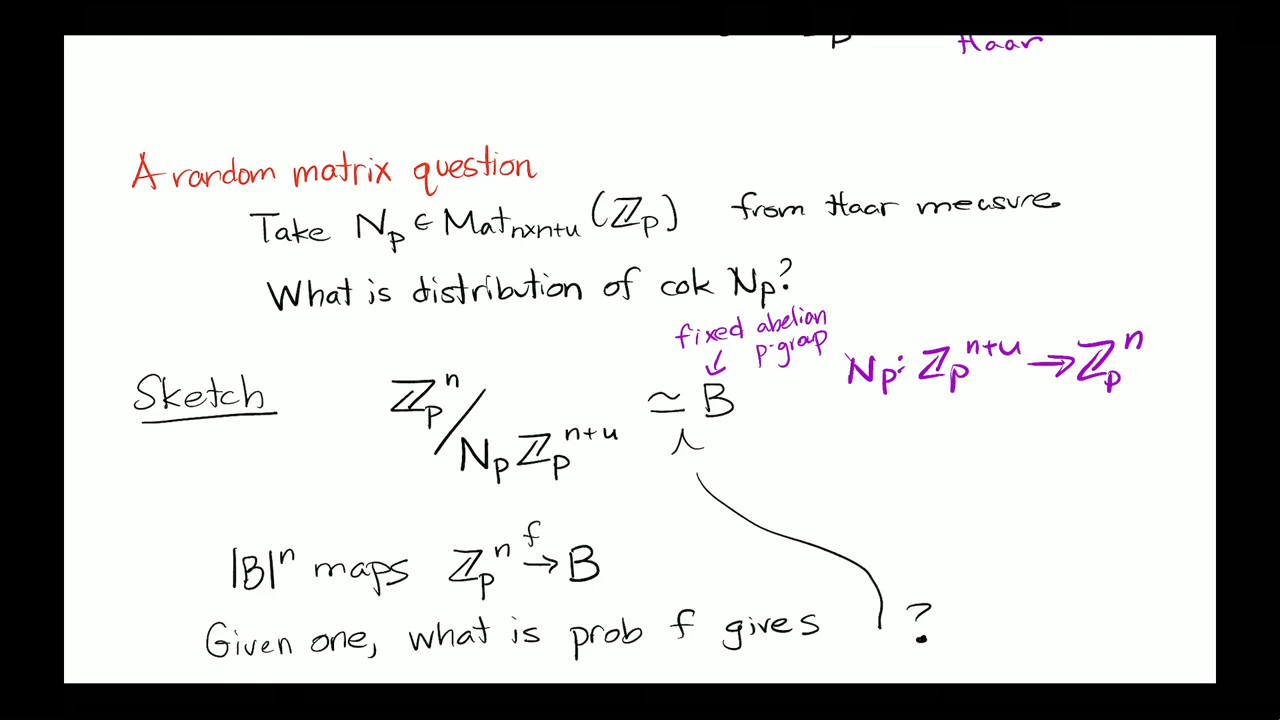 Haar
A random matrix question
Take N_p ∈ Mat_{n×n+u} (ℤ_p) from Haar measure
What is distribution of cok N_p?
fixed abelian
p-group
↓
N_p: ℤ_p^{n+u} → ℤ_p^n
Sketch ℤ_p^n / N_p ℤ_p^{n+u} ≃ B
|B|^n maps ℤ_p^n →^f B
Given one, what is prob f gives ?